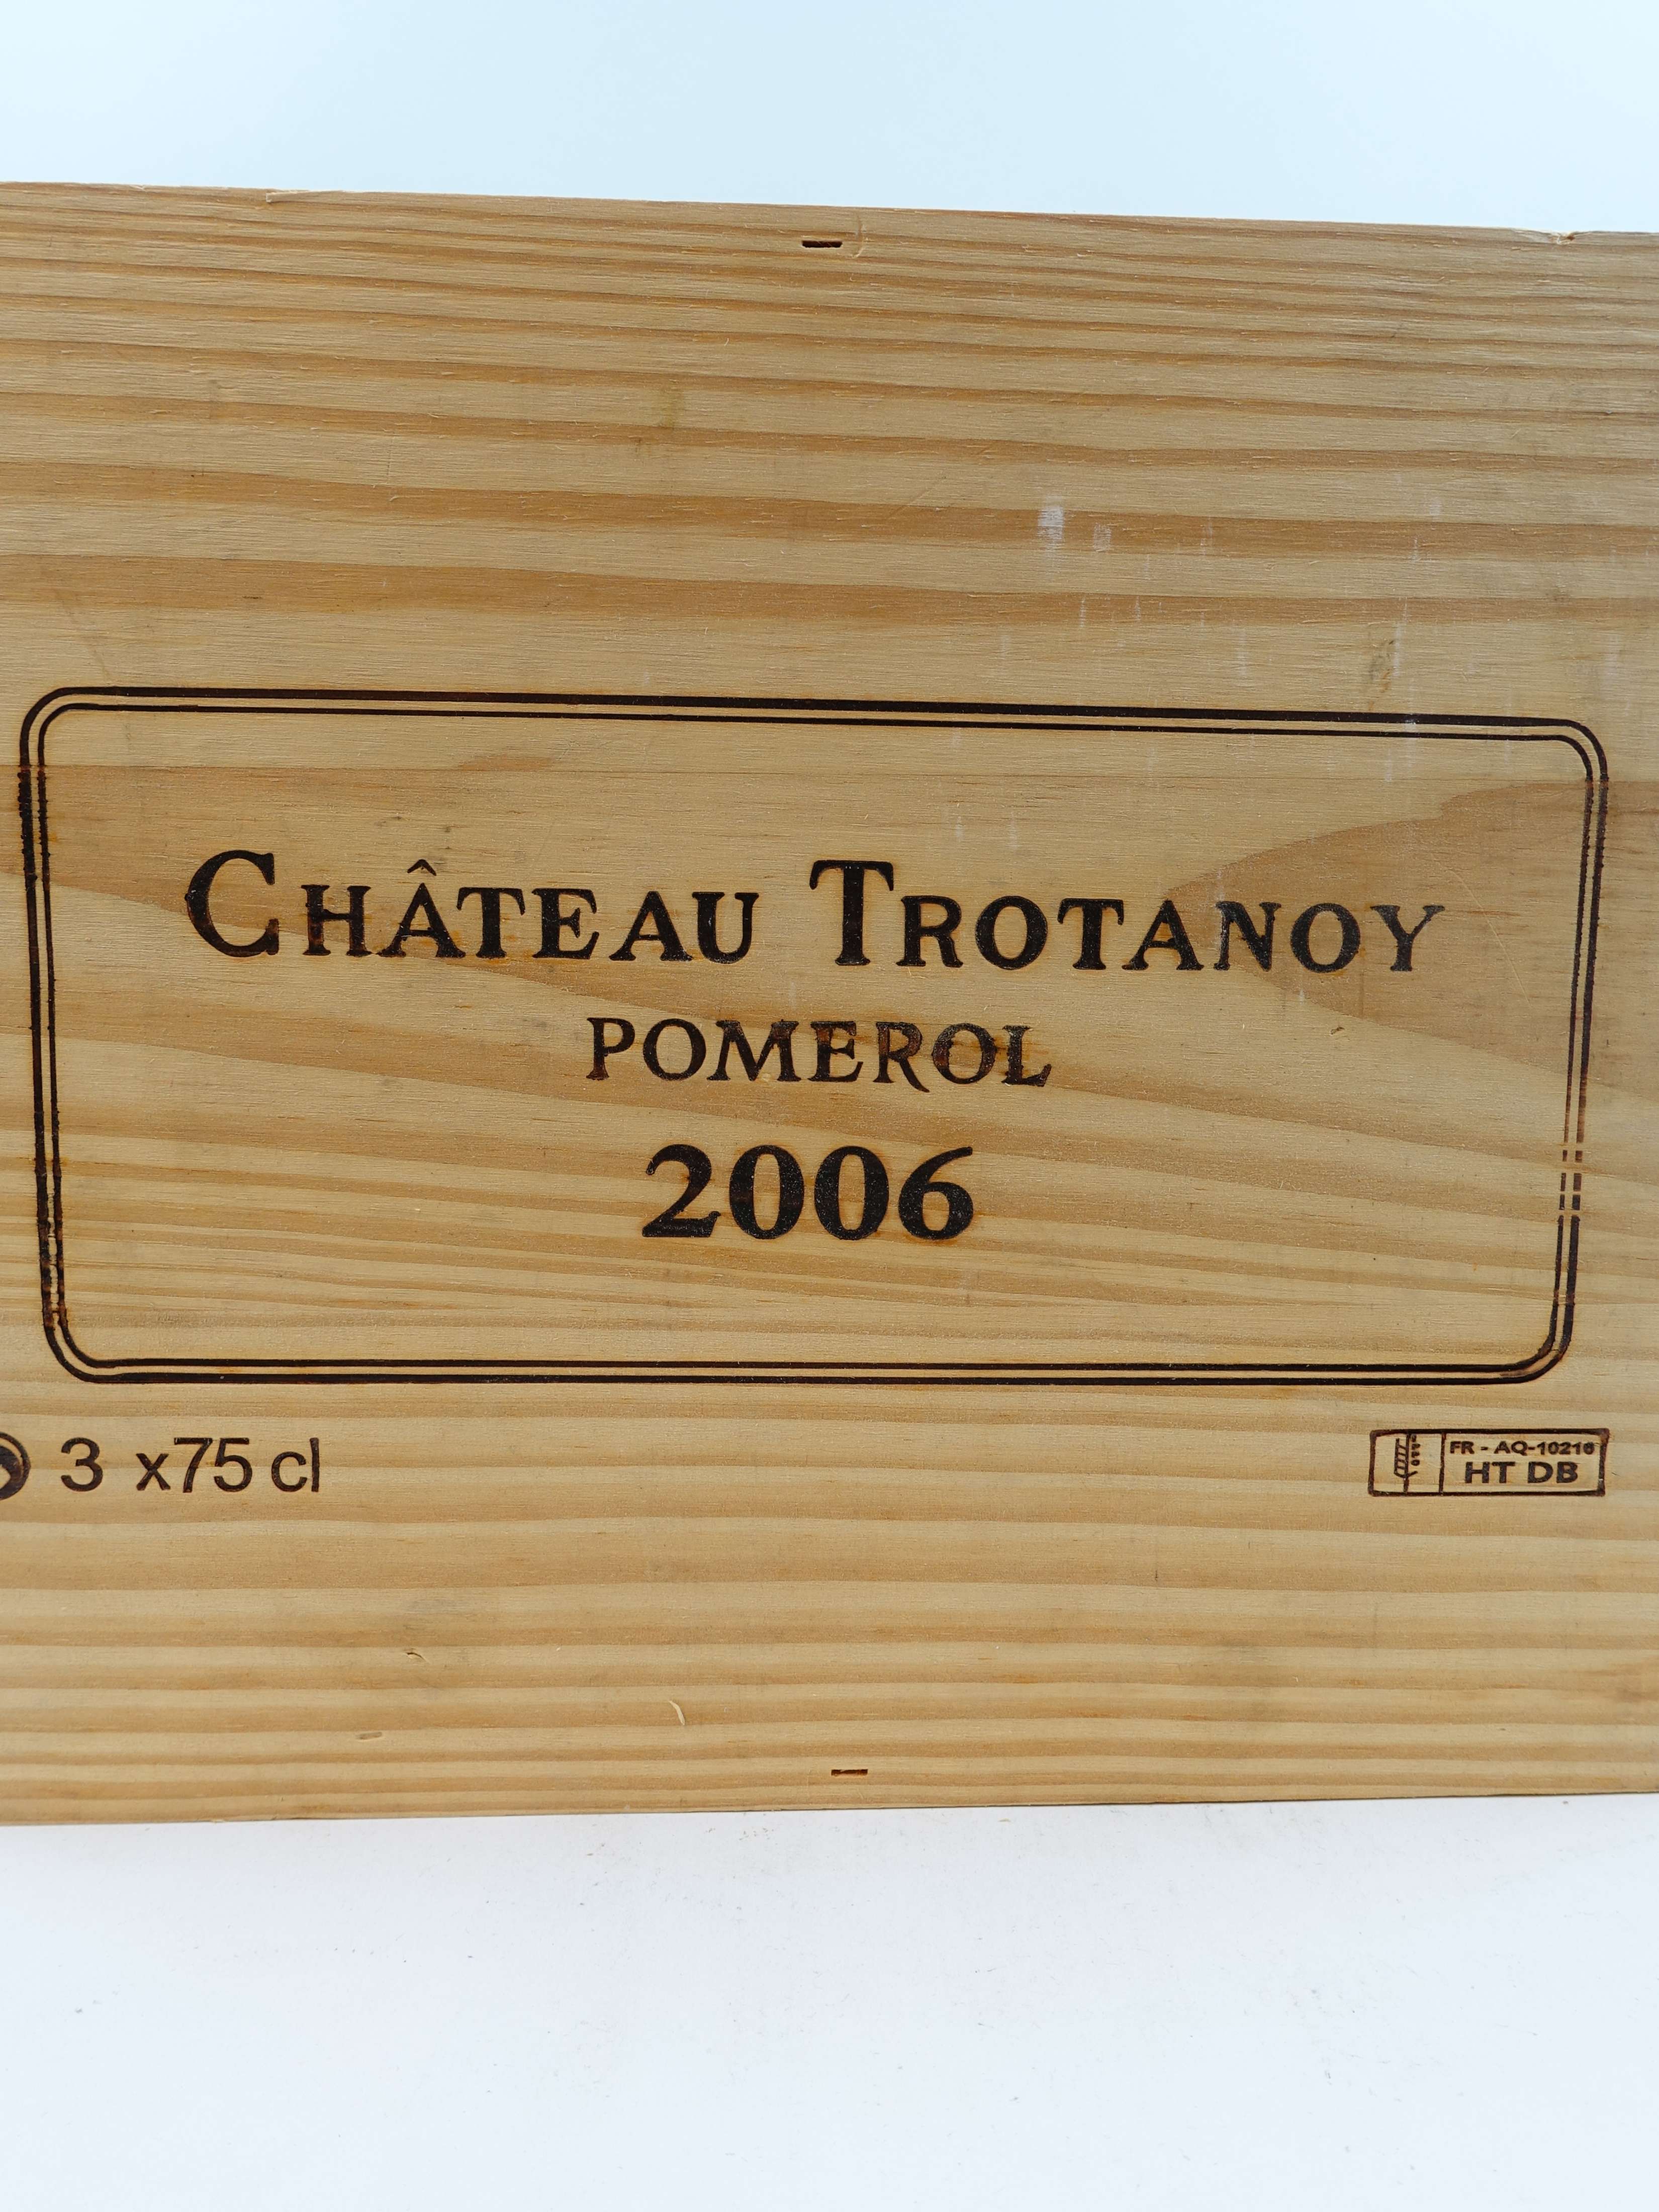 CHÂTEAU TROTANOY
POMEROL
2006
3 x75 cl
FR - AQ-10216
HT DB